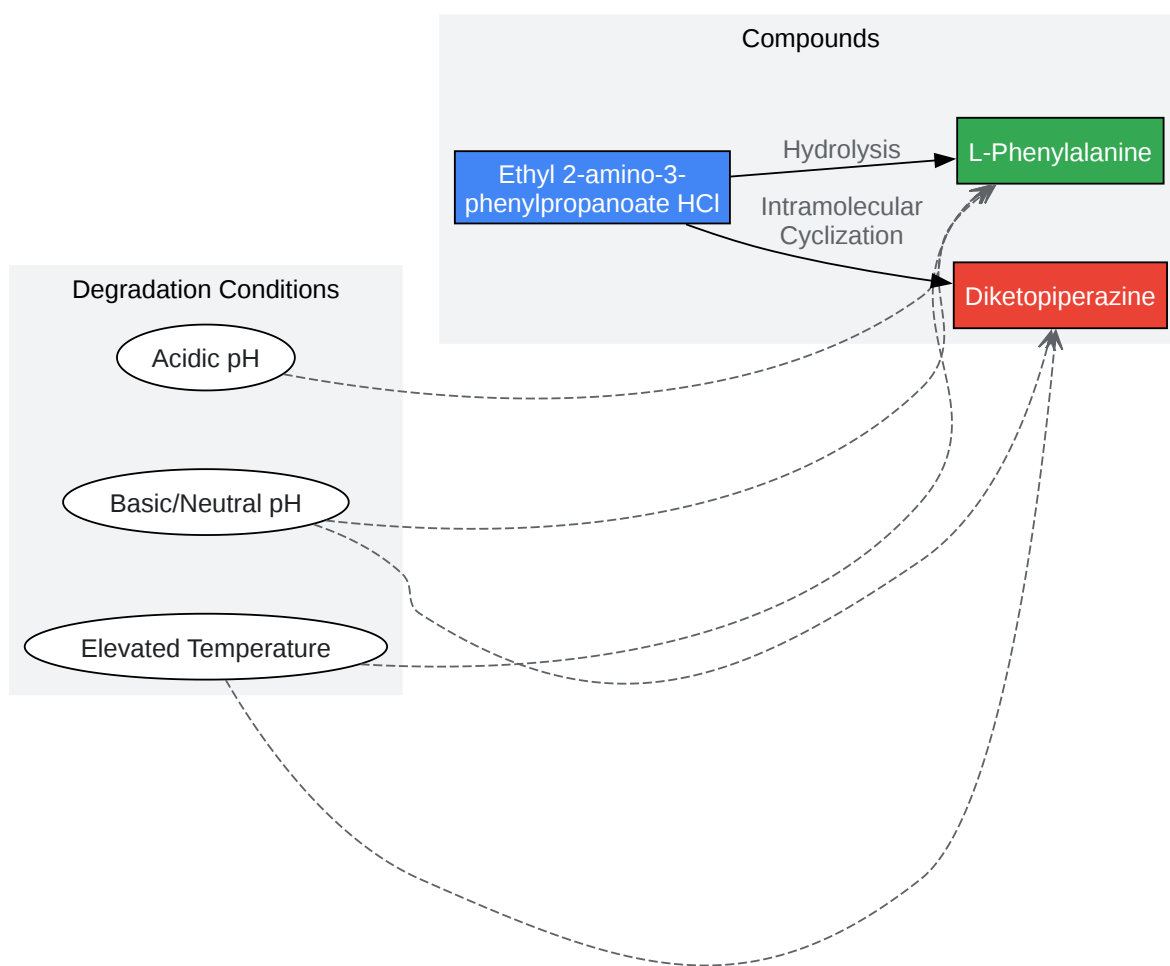 Compounds
Hydrolysis
L-Phenylalanine
Ethyl 2-amino-3-
phenylpropanoate HCl
Intramolecular
Cyclization
Diketopiperazine
Degradation Conditions
Acidic pH
Basic/Neutral pH
Elevated Temperature